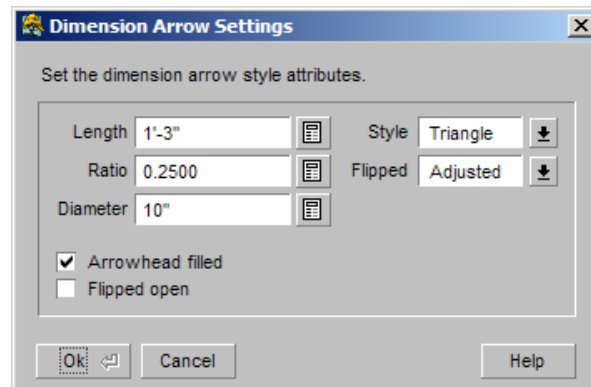 Dimension Arrow Settings
Set the dimension arrow style attributes.
Length 1'-3" Style Triangle
Ratio 0.2500 Flipped Adjusted
Diameter 10"
Arrowhead filled
Flipped open
Ok Cancel Help